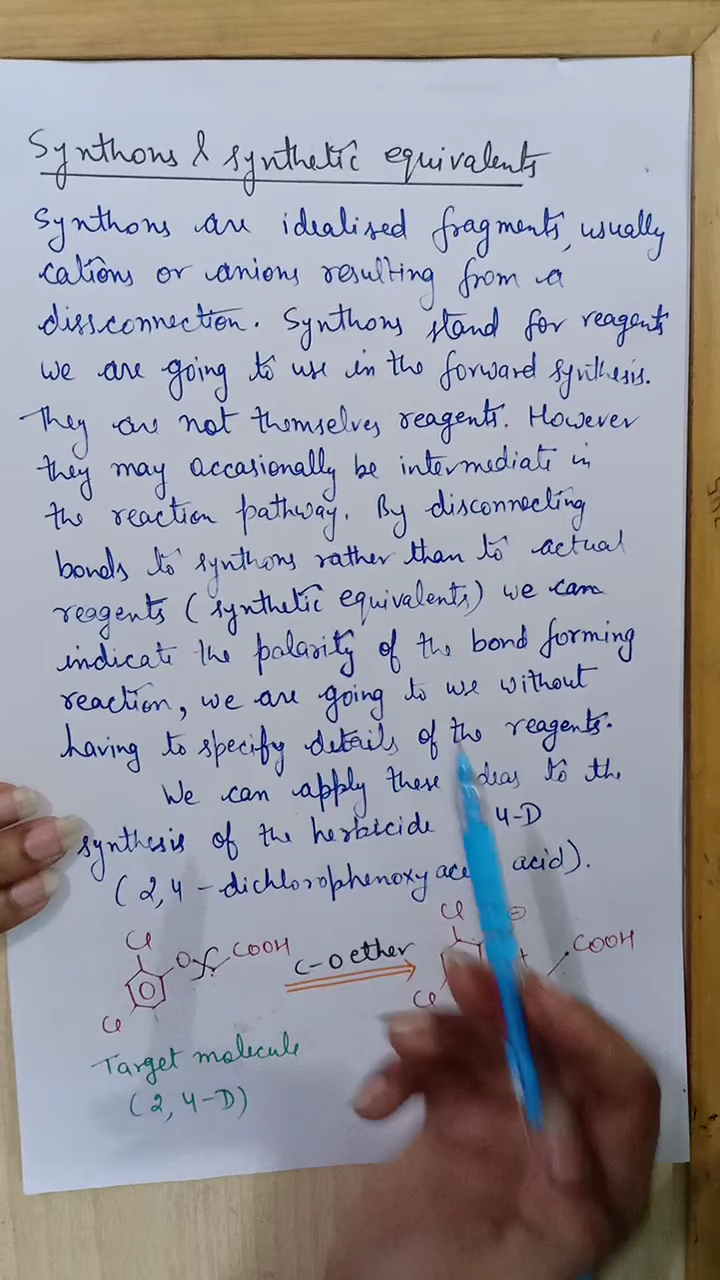 Synthons & synthetic equivalents
Synthons are idealised fragments, usually
cations or anions resulting from a
dissconnection. Synthons stand for reagents
we are going to use in the forward synthesis.
They are not themselves reagents. However
they may accasionally be intermediate in
the reaction pathway. By disconnecting
bonds to synthons rather than to actual
reagents (synthetic equivalents) we can
indicate the palarity of the bond forming
reaction, we are going to use without
having to specify details of the reagents.
We can apply these ideas to the
synthesis of the herbicide 4-D
(2,4-dichlorophenoxy ace acid).
Cl O COOH
Cl
C-O ether
Cl ⊖ + COOH
Cl
Target molecule
(2,4-D)